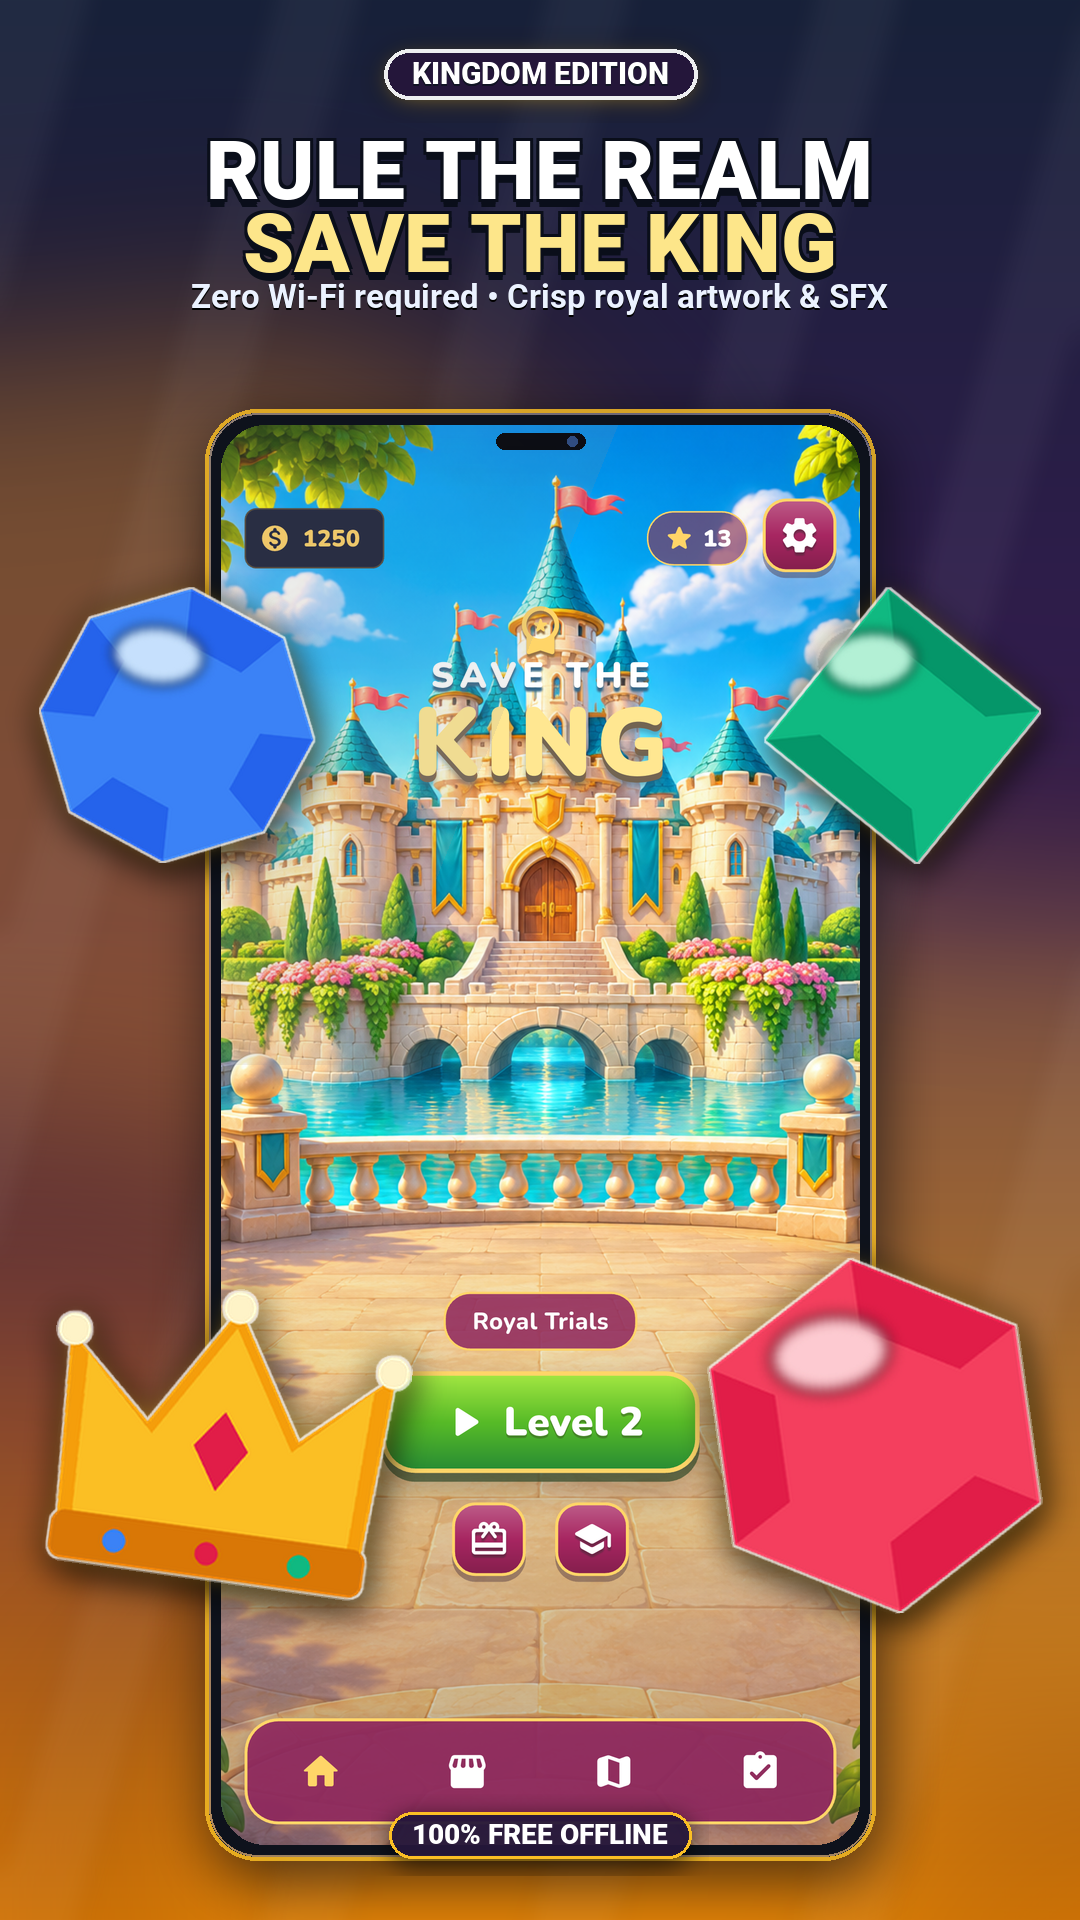 KINGDOM EDITION
RULE THE REALM
SAVE THE KING
Zero Wi-Fi required • Crisp royal artwork & SFX
1250
13
SAVE THE
KING
Royal Trials
Level 2
100% FREE OFFLINE